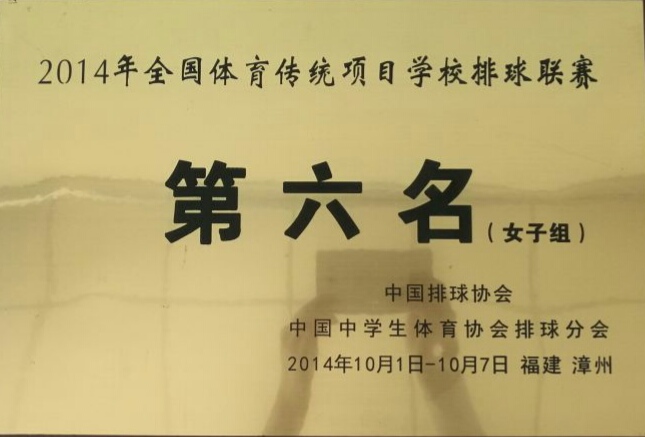 2014年全国体育传统项目学校排球联赛
第六名(女子组)
中国排球协会
中国中学生体育协会排球分会
2014年10月1日-10月7日 福建 漳州